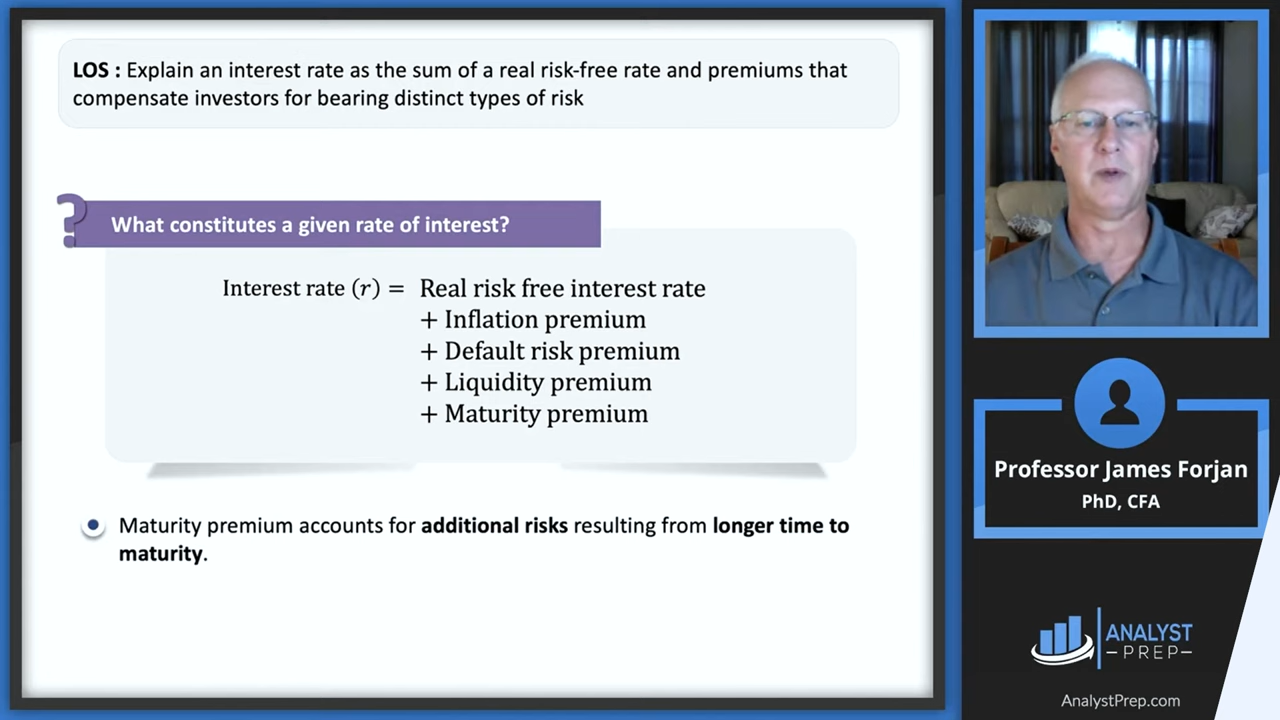 LOS : Explain an interest rate as the sum of a real risk-free rate and premiums that
compensate investors for bearing distinct types of risk
?
What constitutes a given rate of interest?
Interest rate (r) = Real risk free interest rate
+ Inflation premium
+ Default risk premium
+ Liquidity premium
+ Maturity premium
Maturity premium accounts for additional risks resulting from longer time to
maturity.
Professor James Forjan
PhD, CFA
ANALYST
PREP
AnalystPrep.com